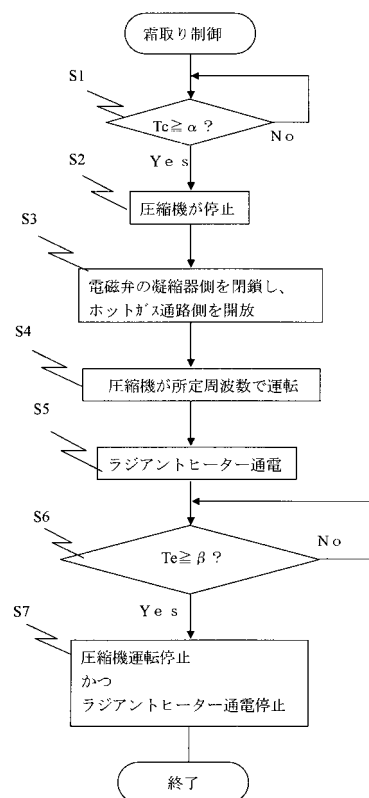 霜取り制御
S1
Tc≧α?
No
S2
Yes
圧縮機が停止
S3
電磁弁の凝縮器側を閉鎖し、
ホットガス通路側を開放
S4
圧縮機が所定周波数で運転
S5
ラジアントヒーター通電
S6
Te≧β?
No
S7
Yes
圧縮機運転停止
かつ
ラジアントヒーター通電停止
終了